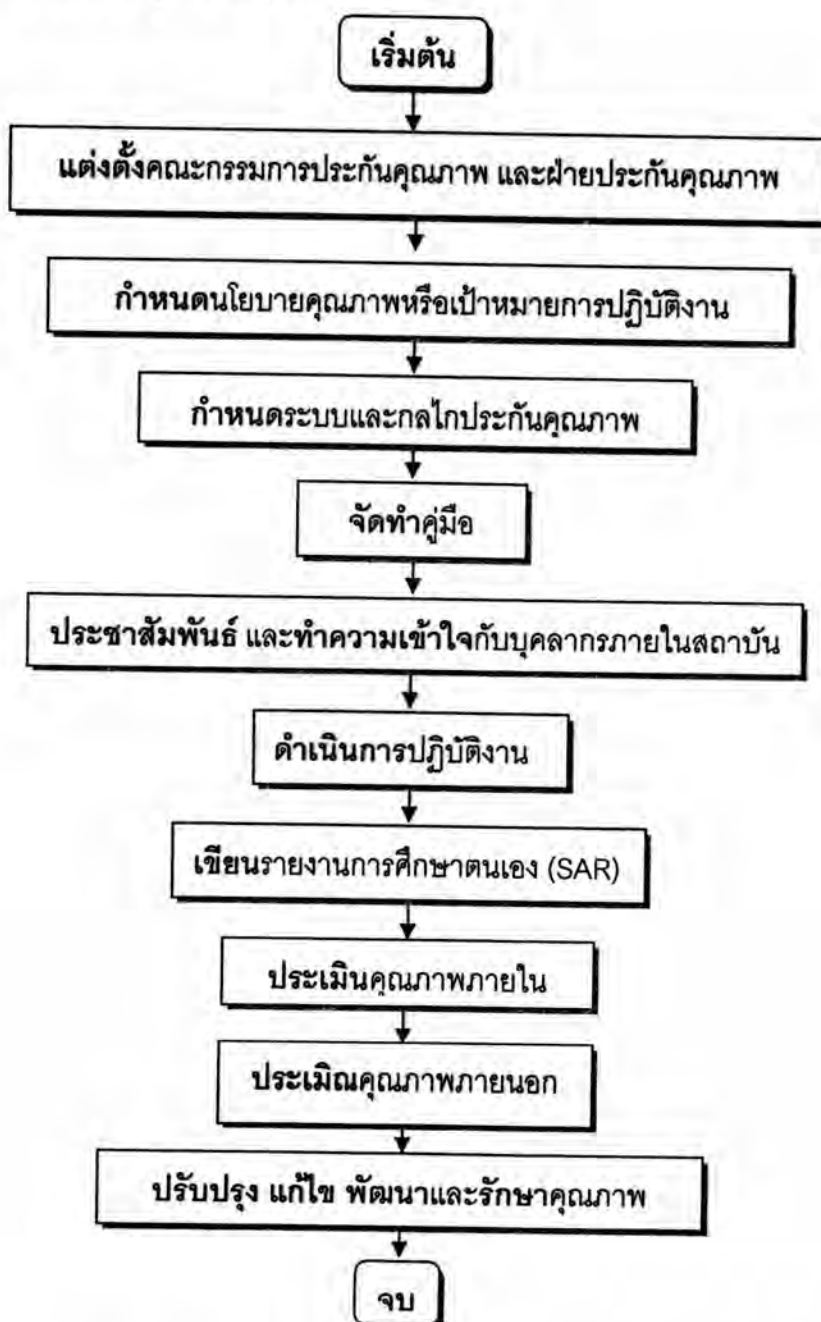 เริ่มต้น
แต่งตั้งคณะกรรมการประกันคุณภาพ และฝ่ายประกันคุณภาพ
กำหนดนโยบายคุณภาพหรือเป้าหมายการปฏิบัติงาน
กำหนดระบบและกลไกประกันคุณภาพ
จัดทำคู่มือ
ประชาสัมพันธ์ และทำความเข้าใจกับบุคลากรภายในสถาบัน
ดำเนินการปฏิบัติงาน
เขียนรายงานการศึกษาตนเอง (SAR)
ประเมินคุณภาพภายใน
ประเมิณคุณภาพภายนอก
ปรับปรุง แก้ไข พัฒนาและรักษาคุณภาพ
จบ